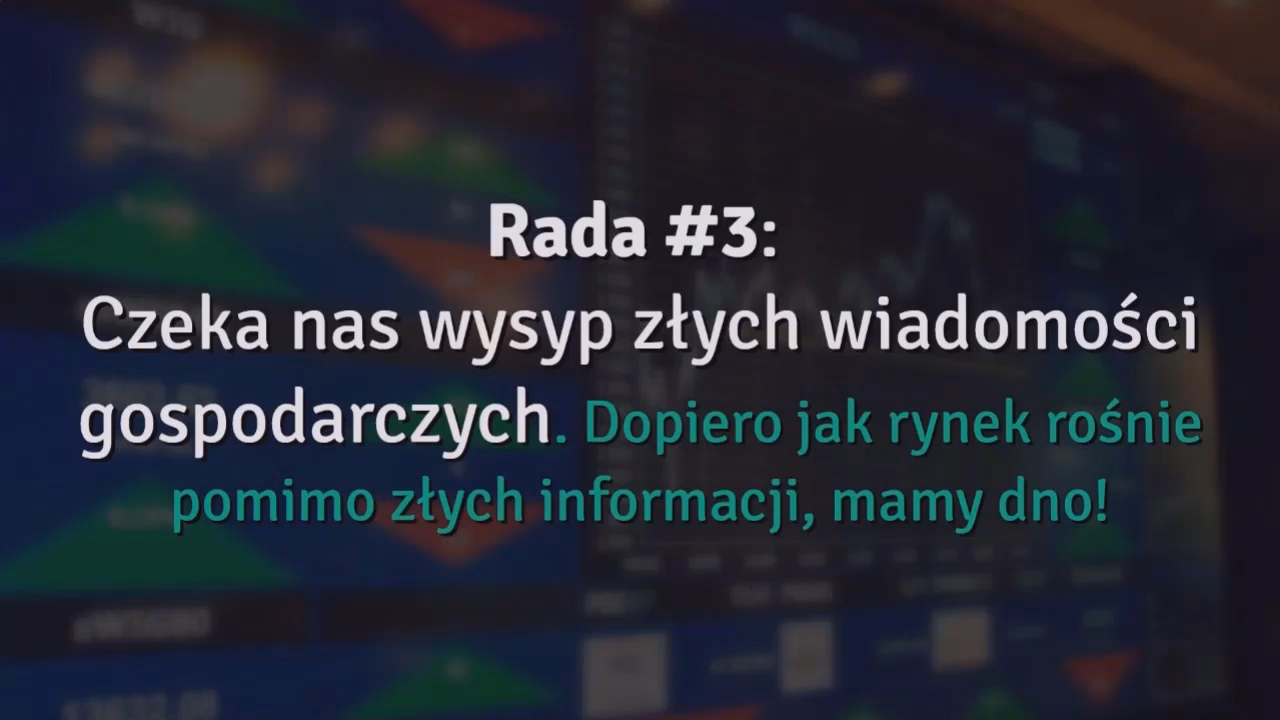 Rada #3:
Czeka nas wysyp złych wiadomości
gospodarczych. Dopiero jak rynek rośnie
pomimo złych informacji, mamy dno!